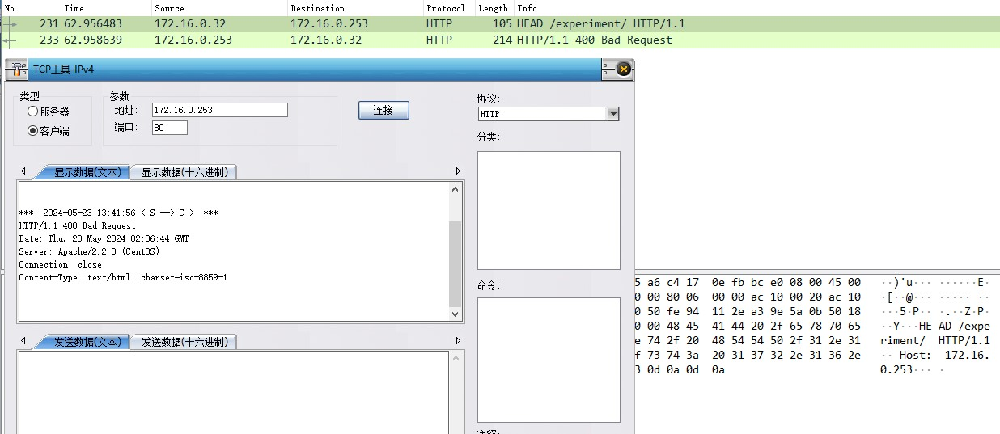 No. Time Source Destination Protocol Length Info
231 62.956483 172.16.0.32 172.16.0.253 HTTP 105 HEAD /experiment/ HTTP/1.1
233 62.958639 172.16.0.253 172.16.0.32 HTTP 214 HTTP/1.1 400 Bad Request
TCP工具-IPv4
类型
服务器
客户端
参数
地址: 172.16.0.253
端口: 80
连接
协议:
HTTP
分类:
显示数据(文本) 显示数据(十六进制)
*** 2024-05-23 13:41:56 < S --> C > ***
HTTP/1.1 400 Bad Request
Date: Thu, 23 May 2024 02:06:44 GMT
Server: Apache/2.2.3 (CentOS)
Connection: close
Content-Type: text/html; charset=iso-8859-1
命令:
发送数据(文本) 发送数据(十六进制)
5 a6 c4 17 0e fb bc e0 08 00 45 00 ··)'u··· ······E·
0 00 80 06 00 00 ac 10 00 20 ac 10 ·[··@··· ····· ··
0 50 fe 94 11 2e a3 9e 5a 0b 50 18 ···5·P·· ·.··Z·P·
0 00 48 45 41 44 20 2f 65 78 70 65 ··Y···HE AD /expe
e 74 2f 20 48 54 54 50 2f 31 2e 31 riment/ HTTP/1.1
f 73 74 3a 20 31 37 32 2e 31 36 2e ·· Host: 172.16.
3 0d 0a 0d 0a 0.253··· ·